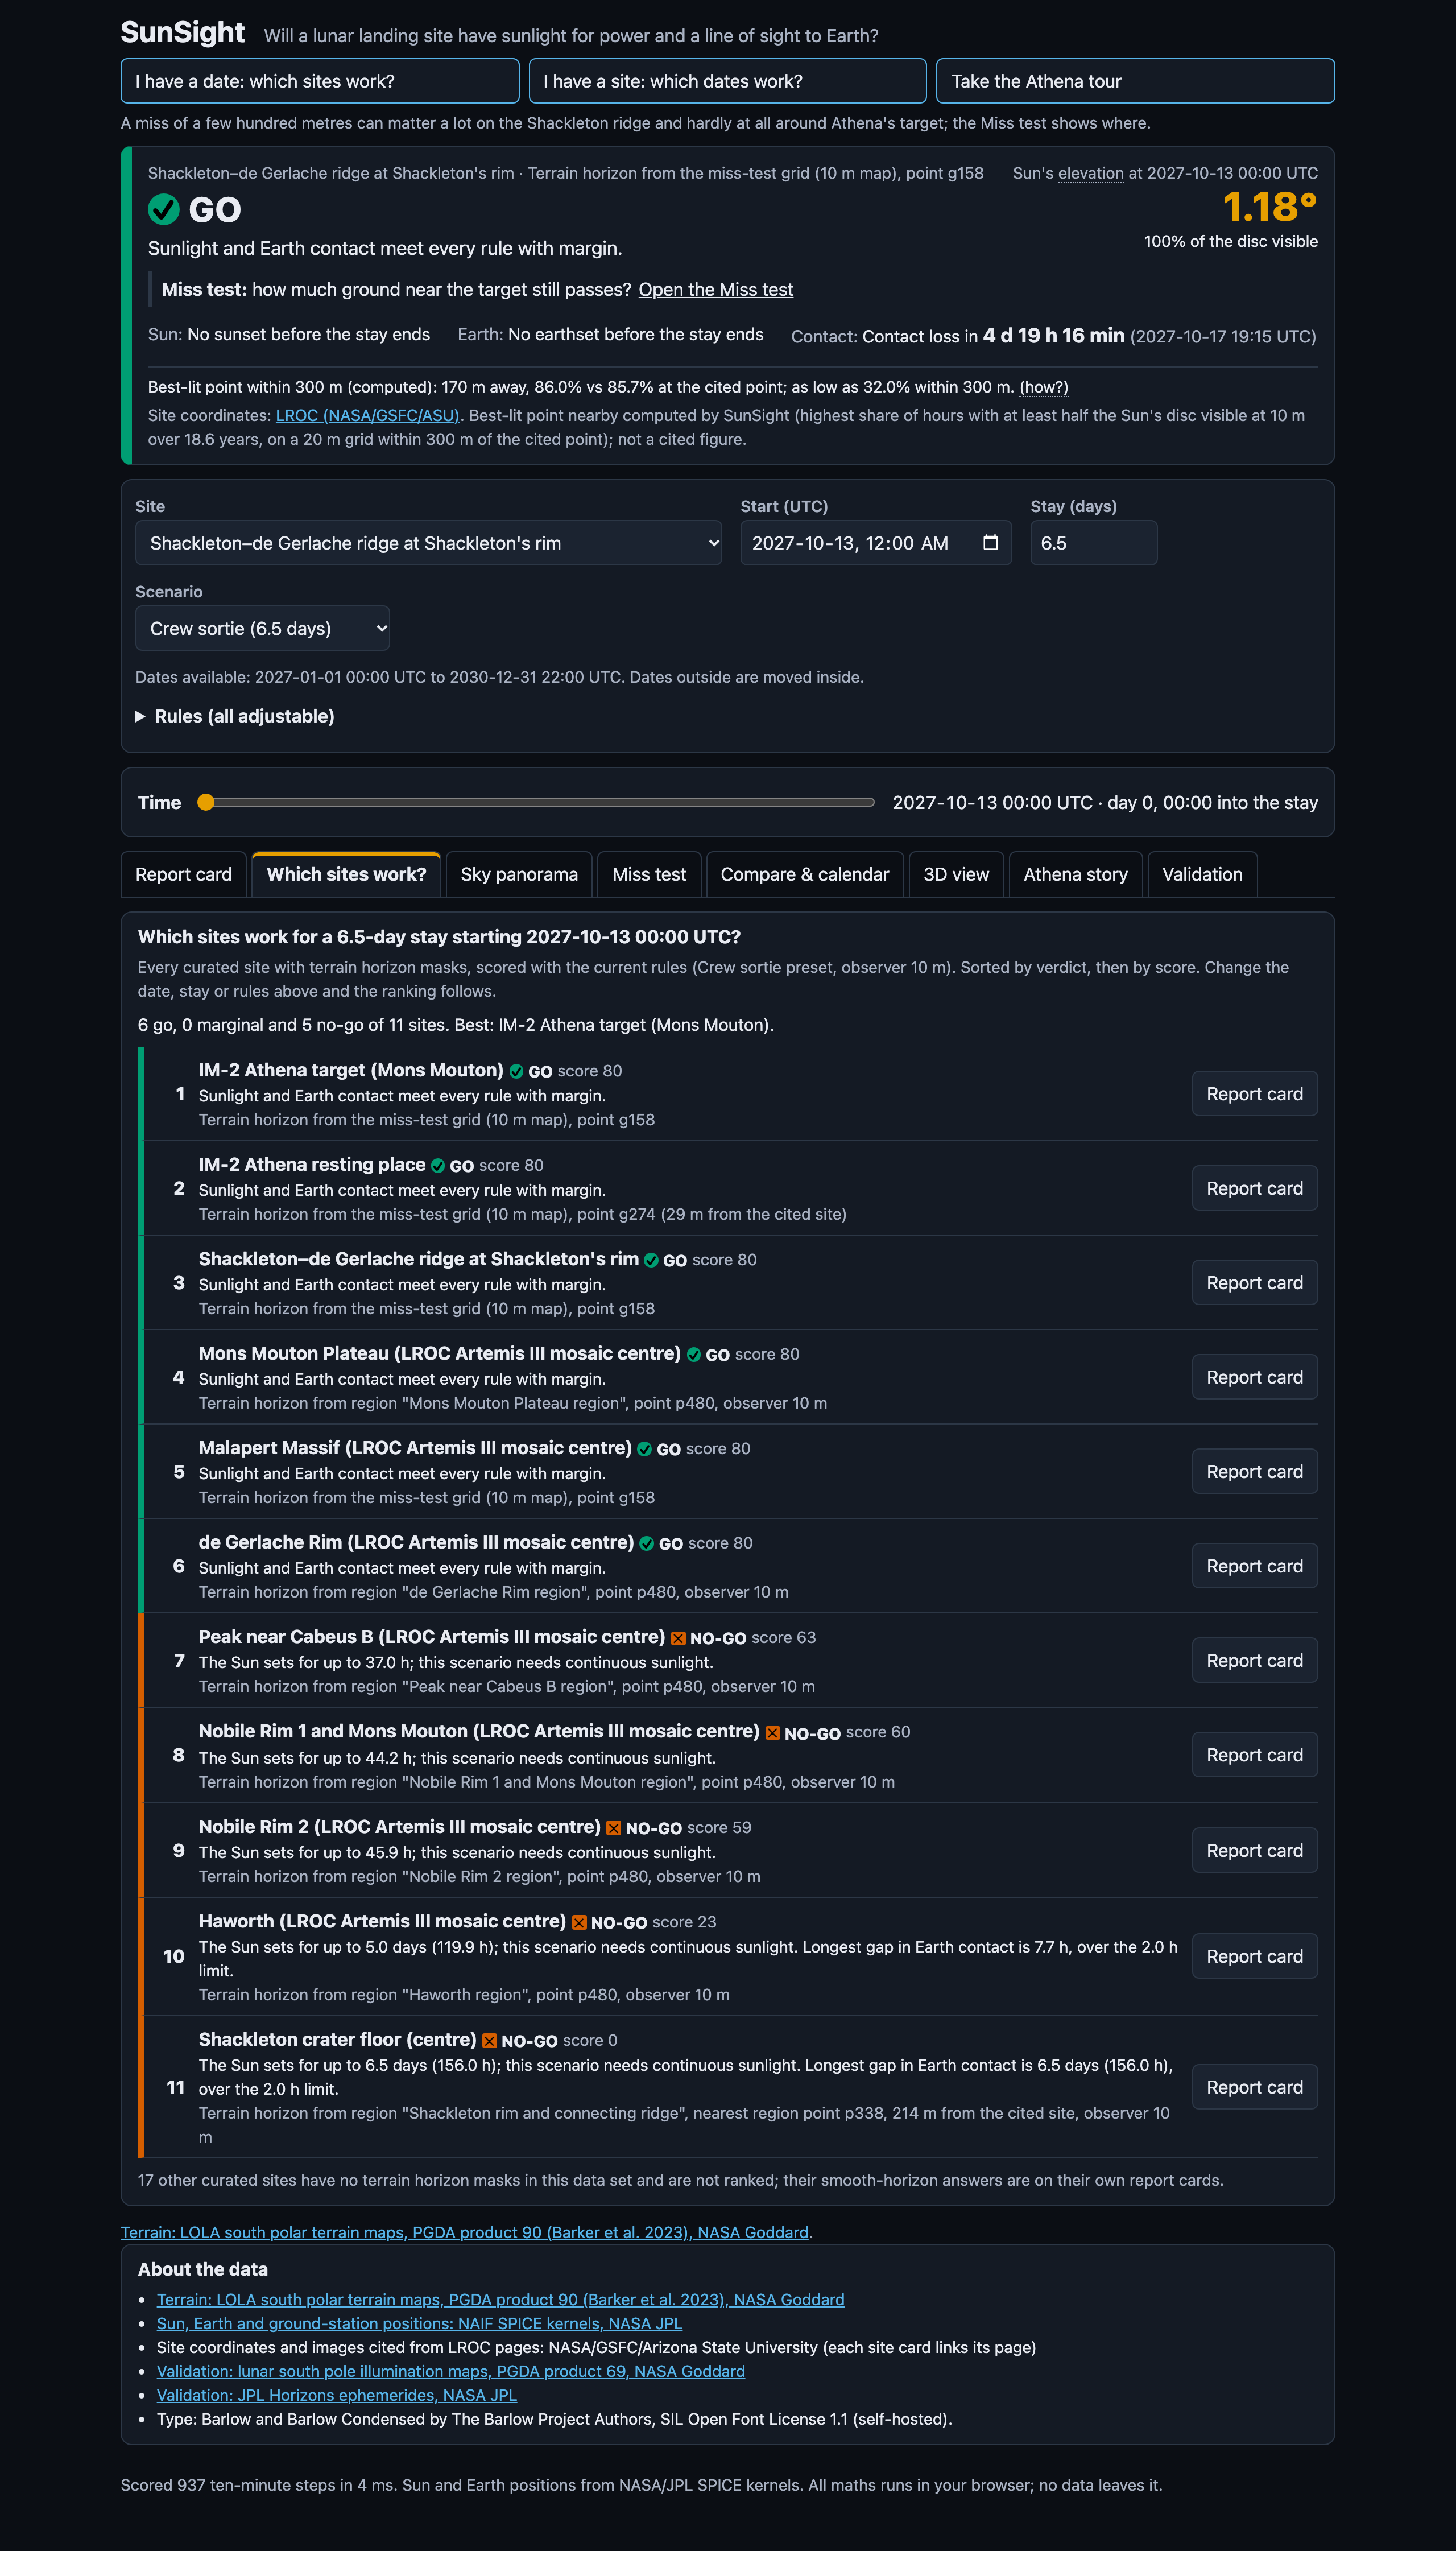 SunSight Will a lunar landing site have sunlight for power and a line of sight to Earth?
I have a date: which sites work?
I have a site: which dates work?
Take the Athena tour
A miss of a few hundred metres can matter a lot on the Shackleton ridge and hardly at all around Athena's target; the Miss test shows where.
Shackleton–de Gerlache ridge at Shackleton's rim · Terrain horizon from the miss-test grid (10 m map), point g158
GO
Sunlight and Earth contact meet every rule with margin.
Sun's elevation at 2027-10-13 00:00 UTC
1.18°
100% of the disc visible
Miss test: how much ground near the target still passes? Open the Miss test
Sun: No sunset before the stay ends Earth: No earthset before the stay ends Contact: Contact loss in 4 d 19 h 16 min (2027-10-17 19:15 UTC)
Best-lit point within 300 m (computed): 170 m away, 86.0% vs 85.7% at the cited point; as low as 32.0% within 300 m. (how?)
Site coordinates: LROC (NASA/GSFC/ASU). Best-lit point nearby computed by SunSight (highest share of hours with at least half the Sun's disc visible at 10 m
over 18.6 years, on a 20 m grid within 300 m of the cited point); not a cited figure.
Site
Shackleton–de Gerlache ridge at Shackleton's rim
Start (UTC)
2027-10-13, 12:00 AM
Stay (days)
6.5
Scenario
Crew sortie (6.5 days)
Dates available: 2027-01-01 00:00 UTC to 2030-12-31 22:00 UTC. Dates outside are moved inside.
Rules (all adjustable)
Time 2027-10-13 00:00 UTC · day 0, 00:00 into the stay
Report card
Which sites work?
Sky panorama
Miss test
Compare & calendar
3D view
Athena story
Validation
Which sites work for a 6.5-day stay starting 2027-10-13 00:00 UTC?
Every curated site with terrain horizon masks, scored with the current rules (Crew sortie preset, observer 10 m). Sorted by verdict, then by score. Change the
date, stay or rules above and the ranking follows.
6 go, 0 marginal and 5 no-go of 11 sites. Best: IM-2 Athena target (Mons Mouton).
1
IM-2 Athena target (Mons Mouton) GO score 80
Sunlight and Earth contact meet every rule with margin.
Terrain horizon from the miss-test grid (10 m map), point g158
Report card
2
IM-2 Athena resting place GO score 80
Sunlight and Earth contact meet every rule with margin.
Terrain horizon from the miss-test grid (10 m map), point g274 (29 m from the cited site)
Report card
3
Shackleton–de Gerlache ridge at Shackleton's rim GO score 80
Sunlight and Earth contact meet every rule with margin.
Terrain horizon from the miss-test grid (10 m map), point g158
Report card
4
Mons Mouton Plateau (LROC Artemis III mosaic centre) GO score 80
Sunlight and Earth contact meet every rule with margin.
Terrain horizon from region "Mons Mouton Plateau region", point p480, observer 10 m
Report card
5
Malapert Massif (LROC Artemis III mosaic centre) GO score 80
Sunlight and Earth contact meet every rule with margin.
Terrain horizon from the miss-test grid (10 m map), point g158
Report card
6
de Gerlache Rim (LROC Artemis III mosaic centre) GO score 80
Sunlight and Earth contact meet every rule with margin.
Terrain horizon from region "de Gerlache Rim region", point p480, observer 10 m
Report card
7
Peak near Cabeus B (LROC Artemis III mosaic centre) NO-GO score 63
The Sun sets for up to 37.0 h; this scenario needs continuous sunlight.
Terrain horizon from region "Peak near Cabeus B region", point p480, observer 10 m
Report card
8
Nobile Rim 1 and Mons Mouton (LROC Artemis III mosaic centre) NO-GO score 60
The Sun sets for up to 44.2 h; this scenario needs continuous sunlight.
Terrain horizon from region "Nobile Rim 1 and Mons Mouton region", point p480, observer 10 m
Report card
9
Nobile Rim 2 (LROC Artemis III mosaic centre) NO-GO score 59
The Sun sets for up to 45.9 h; this scenario needs continuous sunlight.
Terrain horizon from region "Nobile Rim 2 region", point p480, observer 10 m
Report card
10
Haworth (LROC Artemis III mosaic centre) NO-GO score 23
The Sun sets for up to 5.0 days (119.9 h); this scenario needs continuous sunlight. Longest gap in Earth contact is 7.7 h, over the 2.0 h
limit.
Terrain horizon from region "Haworth region", point p480, observer 10 m
Report card
11
Shackleton crater floor (centre) NO-GO score 0
The Sun sets for up to 6.5 days (156.0 h); this scenario needs continuous sunlight. Longest gap in Earth contact is 6.5 days (156.0 h),
over the 2.0 h limit.
Terrain horizon from region "Shackleton rim and connecting ridge", nearest region point p338, 214 m from the cited site, observer 10
m
Report card
17 other curated sites have no terrain horizon masks in this data set and are not ranked; their smooth-horizon answers are on their own report cards.
Terrain: LOLA south polar terrain maps, PGDA product 90 (Barker et al. 2023), NASA Goddard.
About the data
• Terrain: LOLA south polar terrain maps, PGDA product 90 (Barker et al. 2023), NASA Goddard
• Sun, Earth and ground-station positions: NAIF SPICE kernels, NASA JPL
• Site coordinates and images cited from LROC pages: NASA/GSFC/Arizona State University (each site card links its page)
• Validation: lunar south pole illumination maps, PGDA product 69, NASA Goddard
• Validation: JPL Horizons ephemerides, NASA JPL
• Type: Barlow and Barlow Condensed by The Barlow Project Authors, SIL Open Font License 1.1 (self-hosted).
Scored 937 ten-minute steps in 4 ms. Sun and Earth positions from NASA/JPL SPICE kernels. All maths runs in your browser; no data leaves it.